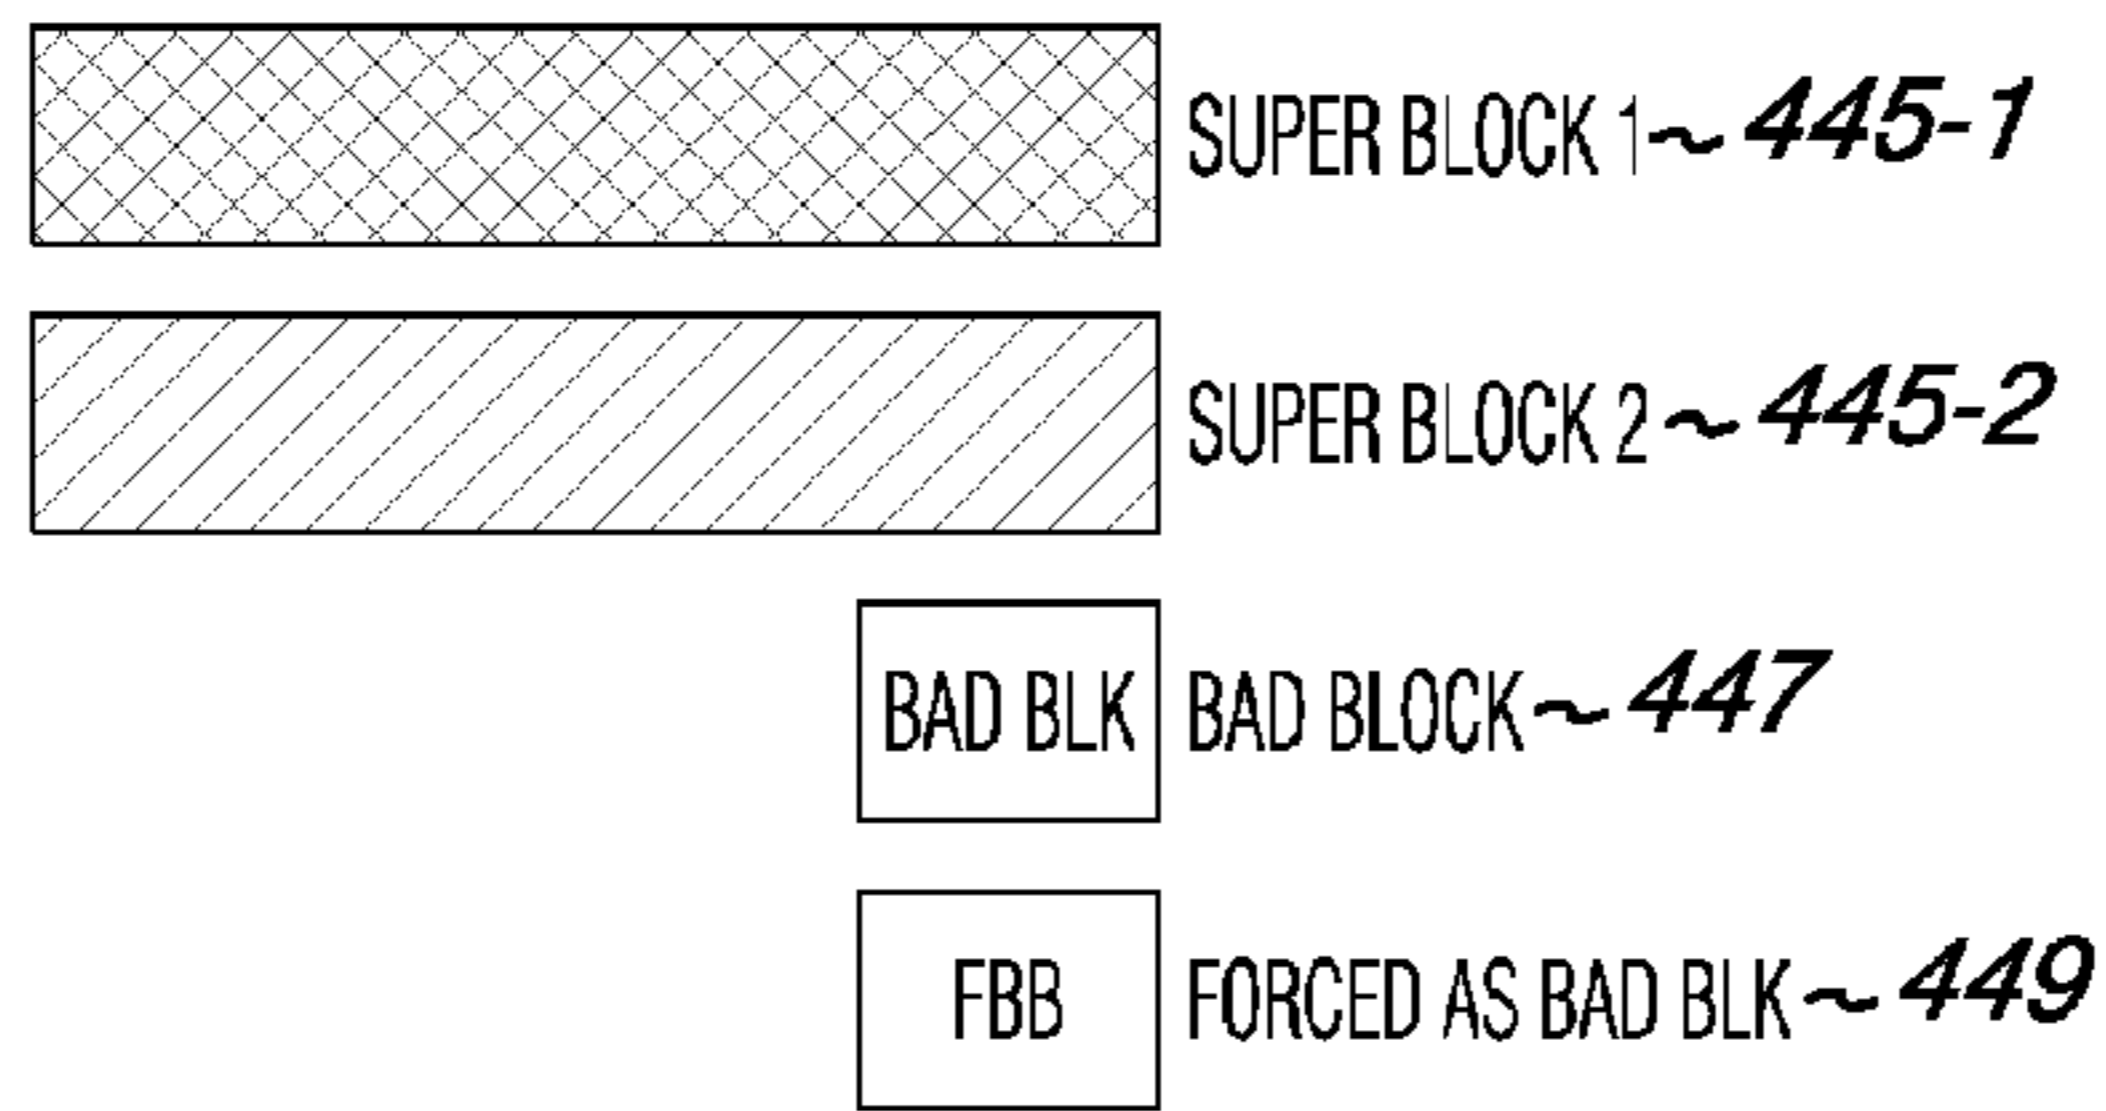 SUPER BLOCK 1~445-1
SUPER BLOCK 2~445-2
BAD BLK BAD BLOCK~447
FBB FORCED AS BAD BLK~449